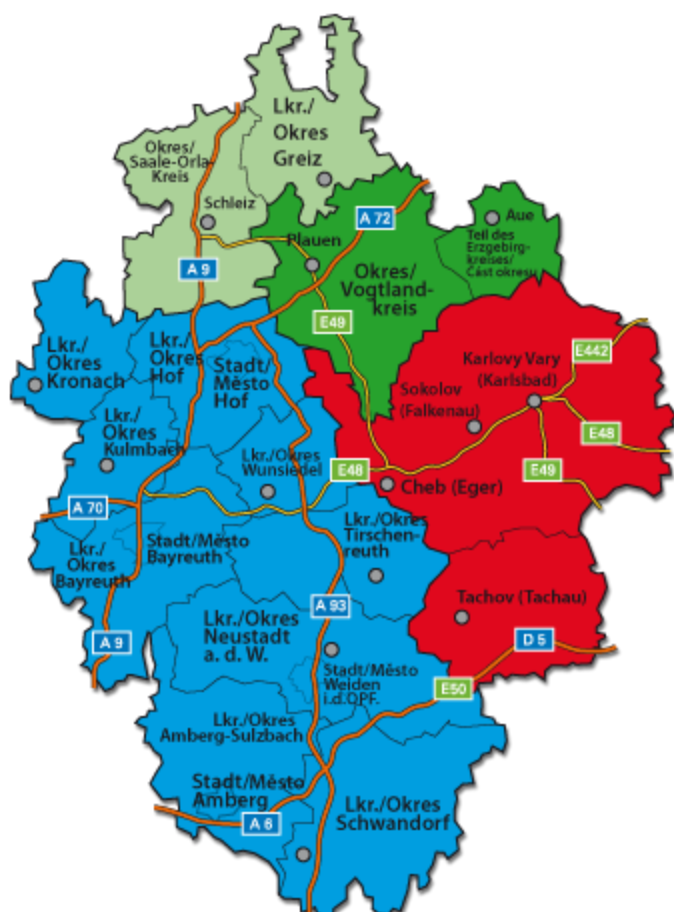 Lkr./
Okres
Greiz
Okres/
Saale-Orla-
Kreis
Schleiz
A 72
Aue
Teil des
Erzgebirg-
kreises/
Část okresu
Plauen
A 9
Okres/
Vogtland-
kreis
E49
Lkr./
Okres
Kronach
Lkr./
Okres
Hof
Stadt/
Město
Hof
Karlovy Vary
(Karlsbad)
E442
Sokolov
(Falkenau)
Lkr./
Okres
Kulmbach
Lkr./Okres
Wunsiedel
E48
E48
E49
Cheb (Eger)
A 70
Lkr./
Okres
Bayreuth
Stadt/Město
Bayreuth
Lkr./Okres
Tirschen-
reuth
A 93
Tachov (Tachau)
Lkr./Okres
Neustadt
a. d. W.
A 9
D 5
Stadt/Město
Weiden
i.d.OPF.
E50
Lkr./Okres
Amberg-Sulzbach
Stadt/Město
Amberg
A 6
Lkr./Okres
Schwandorf